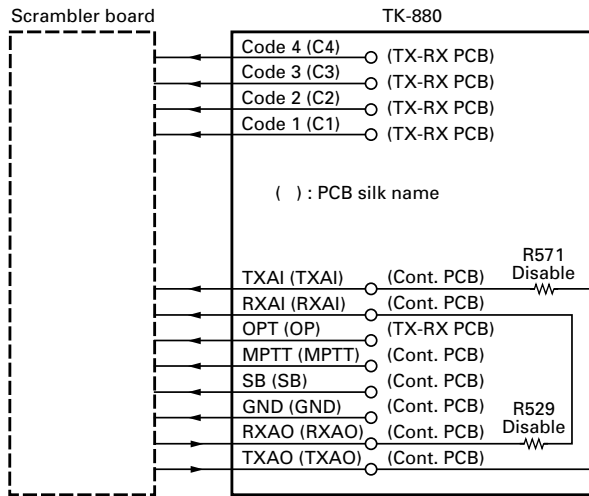 Scrambler board TK-880
Code 4 (C4) (TX-RX PCB)
Code 3 (C3) (TX-RX PCB)
Code 2 (C2) (TX-RX PCB)
Code 1 (C1) (TX-RX PCB)
( ) : PCB silk name
R571
Disable
TXAI (TXAI) (Cont. PCB)
RXAI (RXAI) (Cont. PCB)
OPT (OP) (TX-RX PCB)
MPTT (MPTT) (Cont. PCB)
SB (SB) (Cont. PCB)
GND (GND) (Cont. PCB)
R529
Disable
RXAO (RXAO) (Cont. PCB)
TXAO (TXAO) (Cont. PCB)